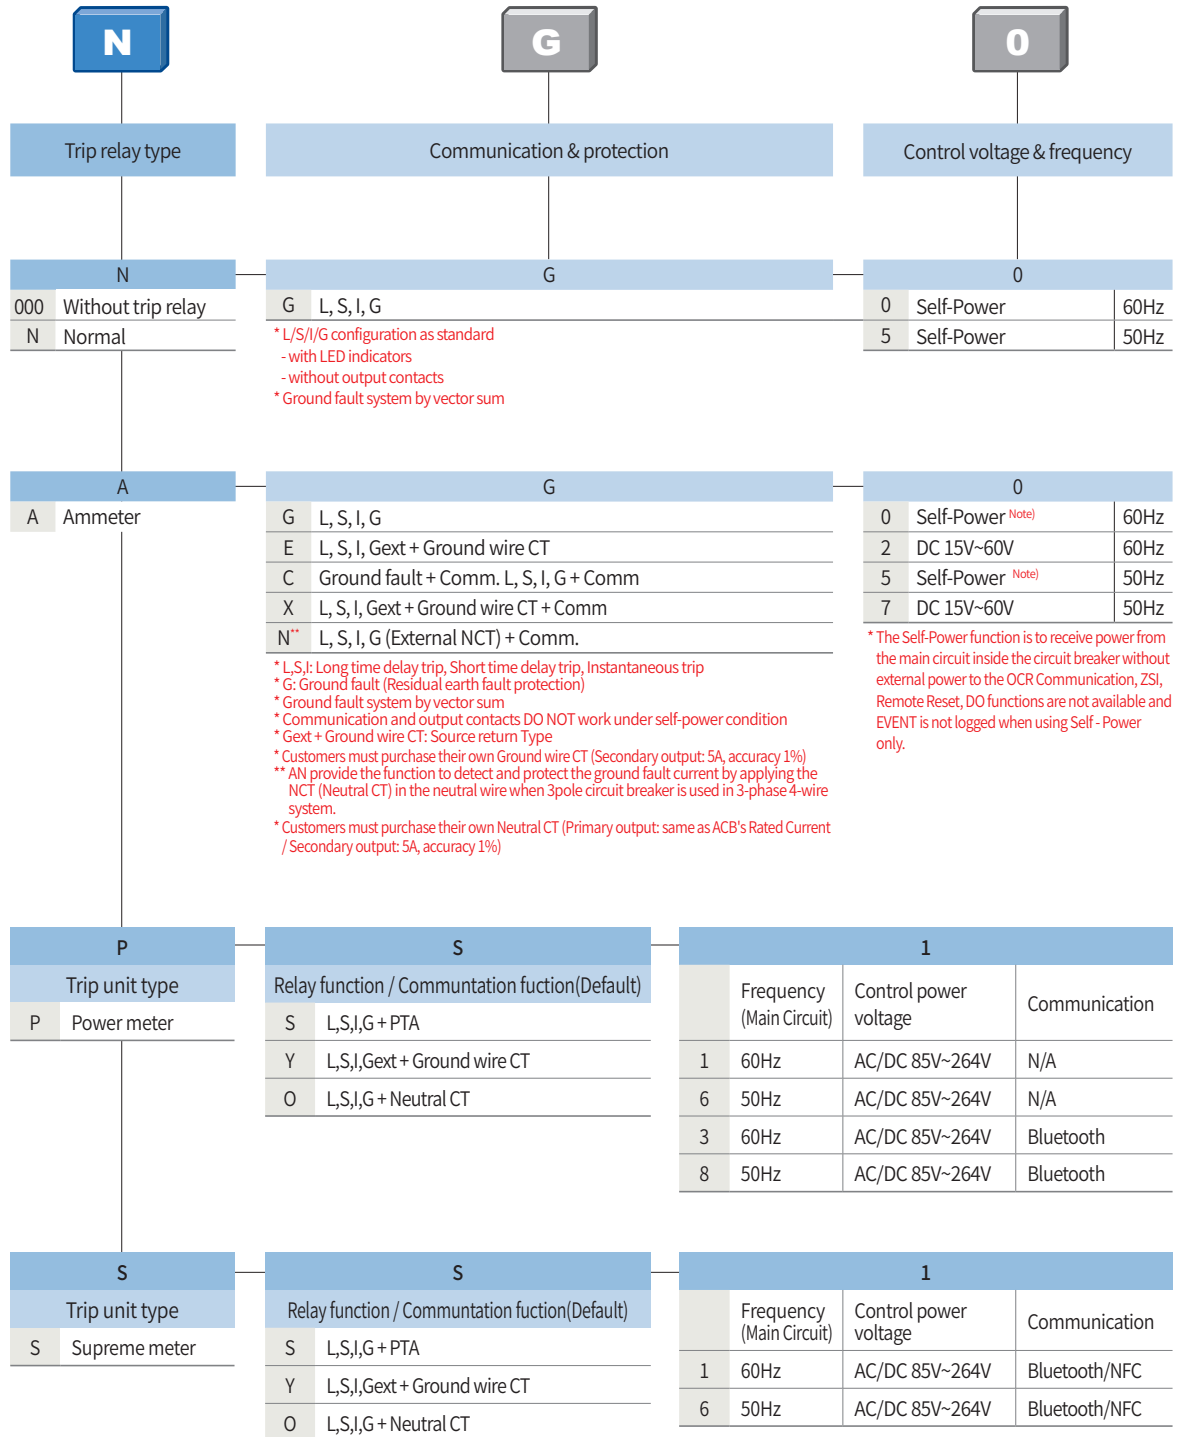 N G 0
Trip relay type Communication & protection Control voltage & frequency
N G 0
000 Without trip relay G L, S, I, G 0 Self-Power 60Hz
N Normal 5 Self-Power 50Hz
* L/S/I/G configuration as standard
- with LED indicators
- without output contacts
* Ground fault system by vector sum
A G 0
A Ammeter
G L, S, I, G
E L, S, I, Gext + Ground wire CT
C Ground fault + Comm. L, S, I, G + Comm
X L, S, I, Gext + Ground wire CT + Comm
N** L, S, I, G (External NCT) + Comm.
* L,S,I: Long time delay trip, Short time delay trip, Instantaneous trip
* G: Ground fault (Residual earth fault protection)
* Ground fault system by vector sum
* Communication and output contacts DO NOT work under self-power condition
* Gext + Ground wire CT: Source return Type
* Customers must purchase their own Ground wire CT (Secondary output: 5A, accuracy 1%)
** AN provide the function to detect and protect the ground fault current by applying the
NCT (Neutral CT) in the neutral wire when 3pole circuit breaker is used in 3-phase 4-wire
system.
* Customers must purchase their own Neutral CT (Primary output: same as ACB's Rated Current
/ Secondary output: 5A, accuracy 1%)
0 Self-Power Note) 60Hz
2 DC 15V~60V 60Hz
5 Self-Power Note) 50Hz
7 DC 15V~60V 50Hz
* The Self-Power function is to receive power from
the main circuit inside the circuit breaker without
external power to the OCR Communication, ZSI,
Remote Reset, DO functions are not available and
EVENT is not logged when using Self - Power
only.
P S 1
Trip unit type
P Power meter
Relay function / Communtation fuction(Default)
S L,S,I,G + PTA
Y L,S,I,Gext + Ground wire CT
O L,S,I,G + Neutral CT
Frequency Control power Communication
(Main Circuit) voltage
1 60Hz AC/DC 85V~264V N/A
6 50Hz AC/DC 85V~264V N/A
3 60Hz AC/DC 85V~264V Bluetooth
8 50Hz AC/DC 85V~264V Bluetooth
S S 1
Trip unit type
S Supreme meter
Relay function / Communtation fuction(Default)
S L,S,I,G + PTA
Y L,S,I,Gext + Ground wire CT
O L,S,I,G + Neutral CT
Frequency Control power Communication
(Main Circuit) voltage
1 60Hz AC/DC 85V~264V Bluetooth/NFC
6 50Hz AC/DC 85V~264V Bluetooth/NFC